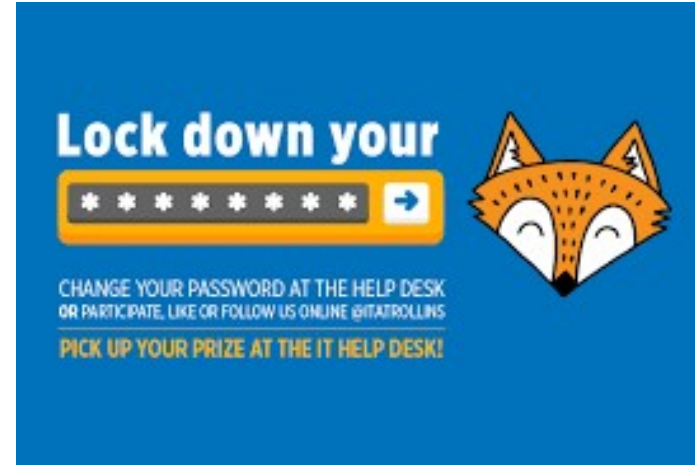 Lock down your
* * * * * * * *
CHANGE YOUR PASSWORD AT THE HELP DESK
OR PARTICIPATE, LIKE OR FOLLOW US ONLINE @ITATROLLINS
PICK UP YOUR PRIZE AT THE IT HELP DESK!